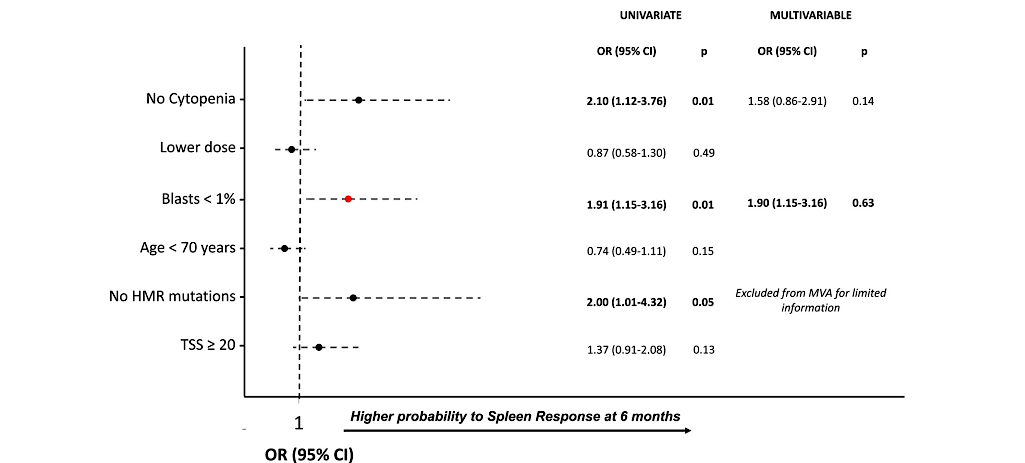 UNIVARIATE MULTIVARIABLE
OR (95% CI) p OR (95% CI) p
No Cytopenia 2.10 (1.12-3.76) 0.01 1.58 (0.86-2.91) 0.14
Lower dose 0.87 (0.58-1.30) 0.49
Blasts < 1% 1.91 (1.15-3.16) 0.01 1.90 (1.15-3.16) 0.63
Age < 70 years 0.74 (0.49-1.11) 0.15
No HMR mutations 2.00 (1.01-4.32) 0.05 Excluded from MVA for limited
information
TSS ≥ 20 1.37 (0.91-2.08) 0.13
1 Higher probability to Spleen Response at 6 months
OR (95% CI)